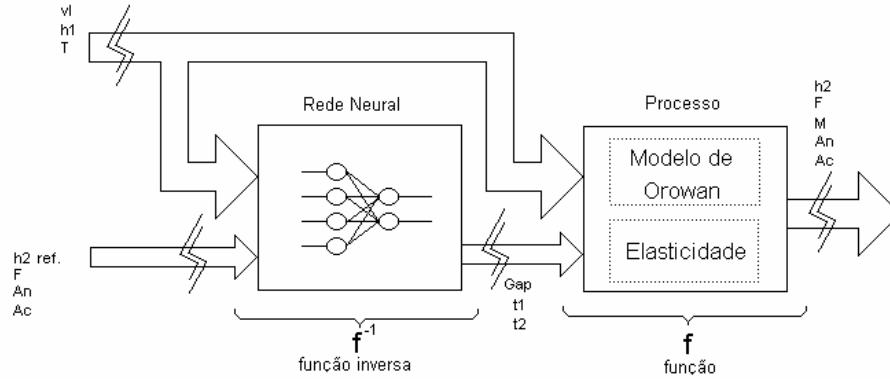 vl
h1
T
Rede Neural
Processo
h2
F
M
An
Ac
Modelo de
Orowan
Elasticidade
h2 ref.
F
An
Ac
Gap
t1
t2
f-1
função inversa
f
função